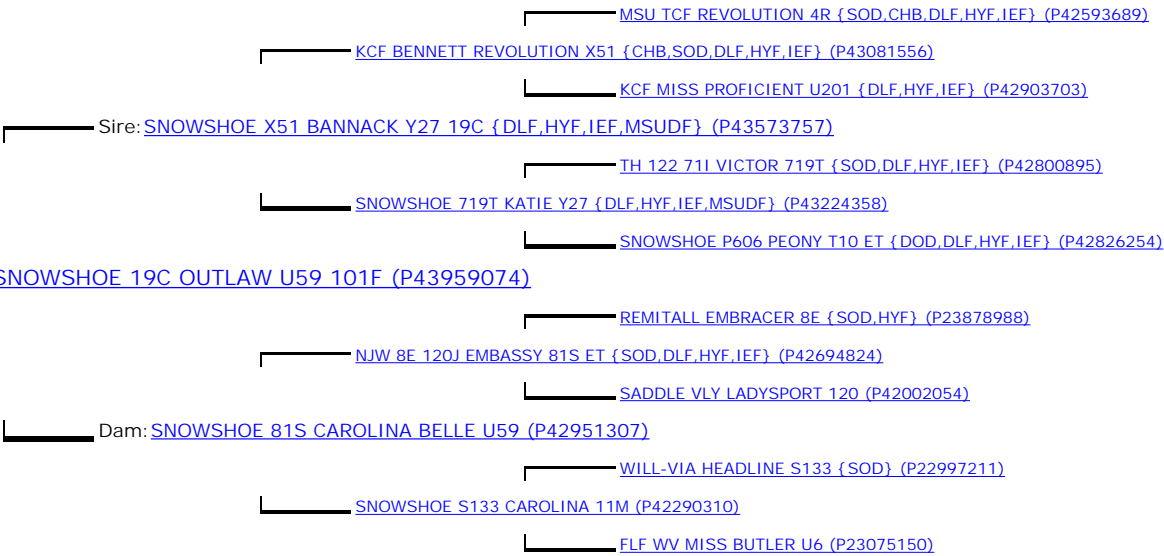 MSU TCF REVOLUTION 4R {SOD,CHB,DLF,HYF,IEF} (P42593689)
KCF BENNETT REVOLUTION X51 {CHB,SOD,DLF,HYF,IEF} (P43081556)
KCF MISS PROFICIENT U201 {DLF,HYF,IEF} (P42903703)
Sire: SNOWSHOE X51 BANNACK Y27 19C {DLF,HYF,IEF,MSUDF} (P43573757)
TH 122 71I VICTOR 719T {SOD,DLF,HYF,IEF} (P42800895)
SNOWSHOE 719T KATIE Y27 {DLF,HYF,IEF,MSUDF} (P43224358)
SNOWSHOE P606 PEONY T10 ET {DOD,DLF,HYF,IEF} (P42826254)
SNOWSHOE 19C OUTLAW U59 101F (P43959074)
REMITALL EMBRACER 8E {SOD,HYF} (P23878988)
NJW 8E 120J EMBASSY 81S ET {SOD,DLF,HYF,IEF} (P42694824)
SADDLE VLY LADYSPORT 120 (P42002054)
Dam: SNOWSHOE 81S CAROLINA BELLE U59 (P42951307)
WILL-VIA HEADLINE S133 {SOD} (P22997211)
SNOWSHOE S133 CAROLINA 11M (P42290310)
FLF WV MISS BUTLER U6 (P23075150)